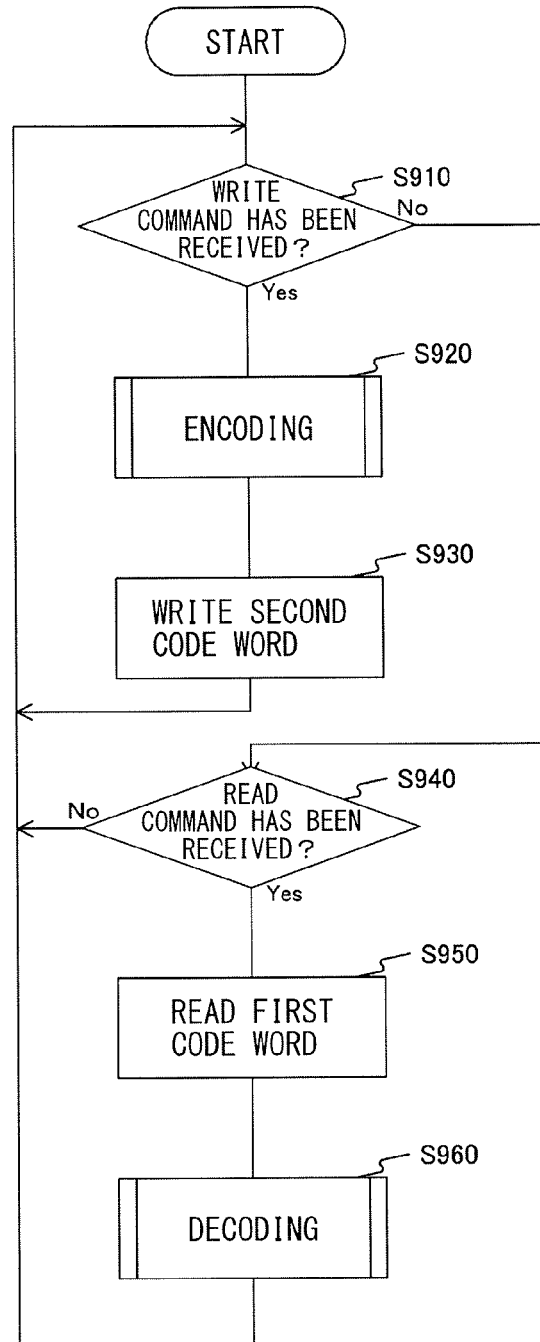 START
S910
WRITE
COMMAND HAS BEEN
RECEIVED?
No
Yes
S920
ENCODING
S930
WRITE SECOND
CODE WORD
S940
No
READ
COMMAND HAS BEEN
RECEIVED?
Yes
S950
READ FIRST
CODE WORD
S960
DECODING